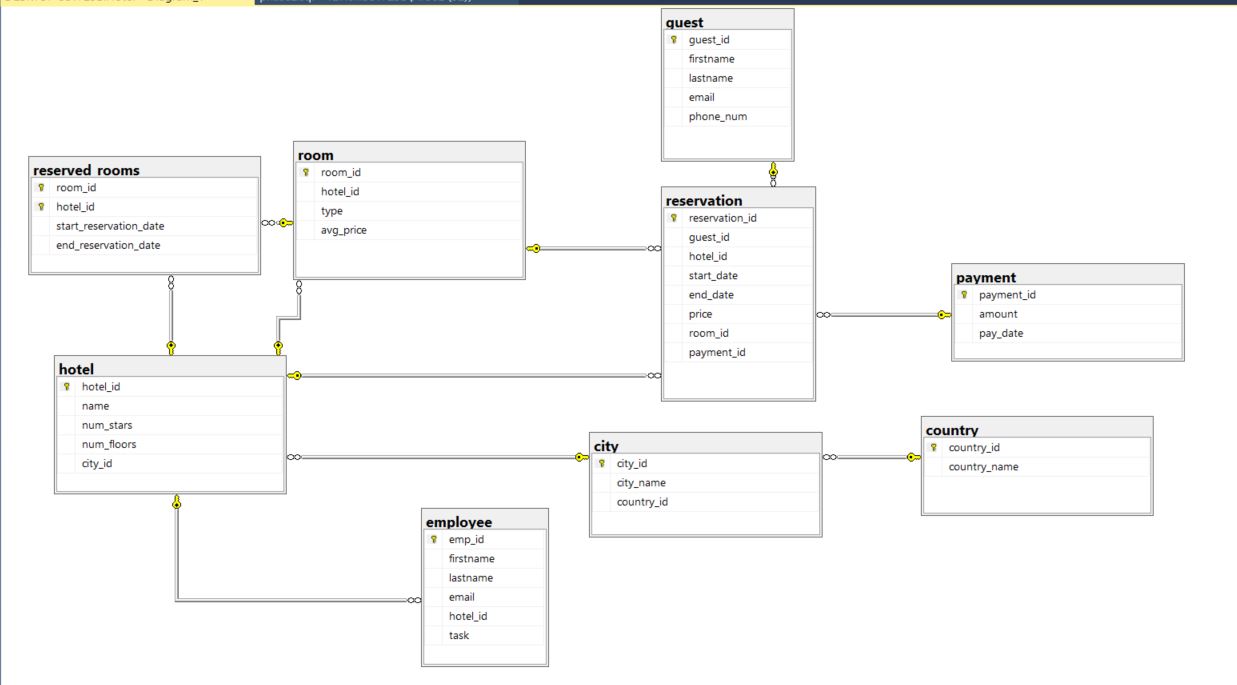 guest
guest_id
firstname
lastname
email
phone_num
room
room_id
hotel_id
type
avg_price
reserved_rooms
room_id
hotel_id
start_reservation_date
end_reservation_date
reservation
reservation_id
guest_id
hotel_id
start_date
end_date
price
room_id
payment_id
payment
payment_id
amount
pay_date
hotel
hotel_id
name
num_stars
num_floors
city_id
city
city_id
city_name
country_id
country
country_id
country_name
employee
emp_id
firstname
lastname
email
hotel_id
task